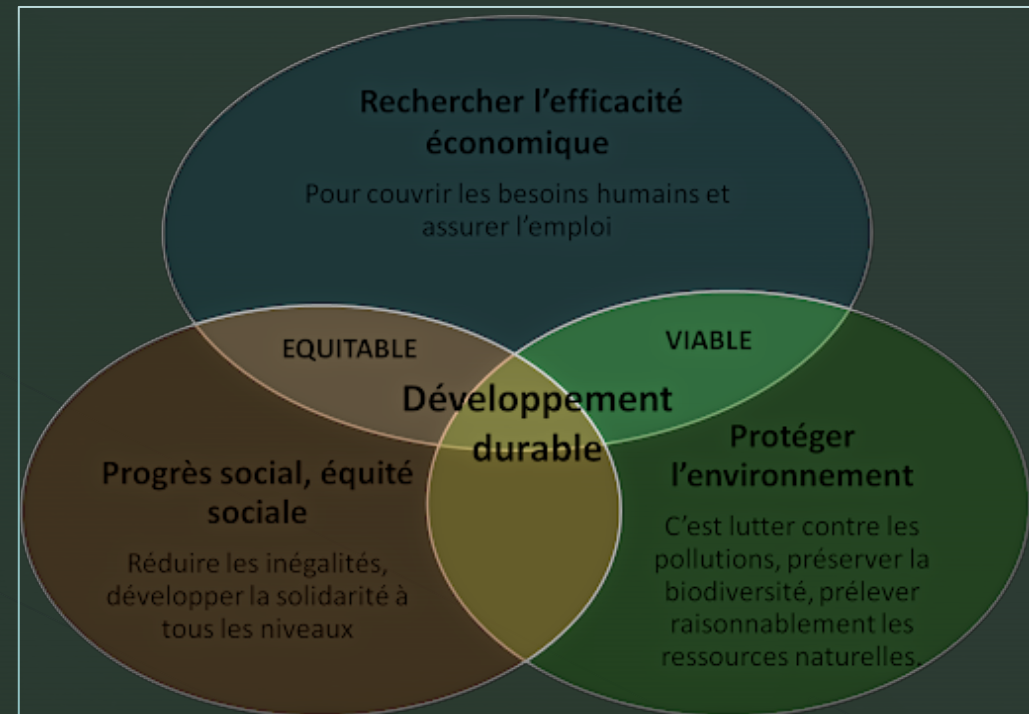 Rechercher l’efficacité
économique
Pour couvrir les besoins humains et
assurer l’emploi
EQUITABLE
VIABLE
Développement
durable
Progrès social, équité
sociale
Réduire les inégalités,
développer la solidarité à
tous les niveaux
Protéger
l’environnement
C’est lutter contre les
pollutions, préserver la
biodiversité, prélever
raisonnablement les
ressources naturelles.